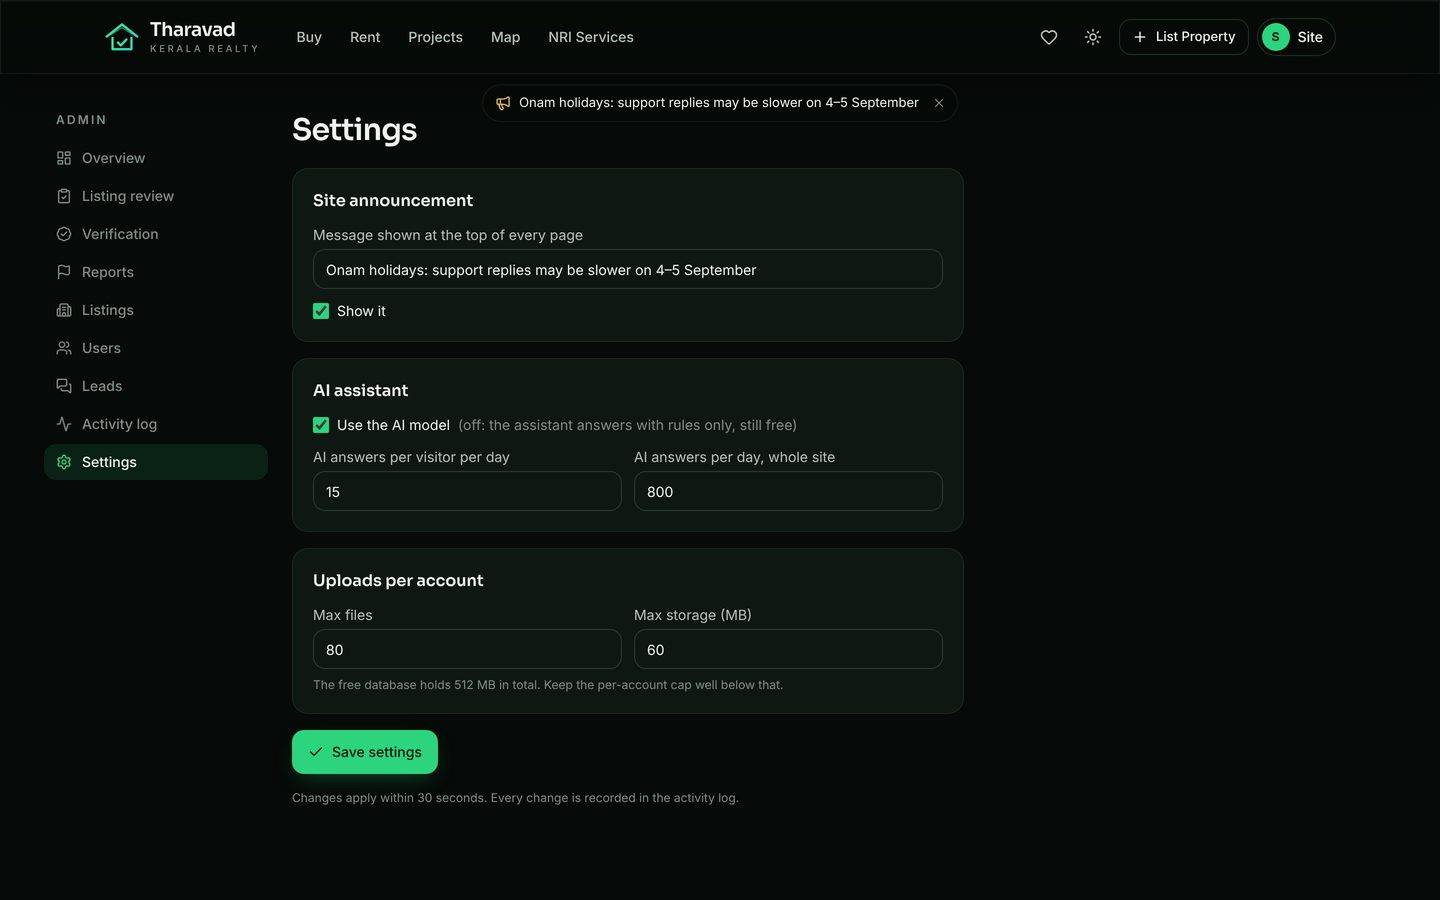 Tharavad
KERALA REALTY
Buy
Rent
Projects
Map
NRI Services
List Property
S
Site
Onam holidays: support replies may be slower on 4–5 September
ADMIN
Overview
Listing review
Verification
Reports
Listings
Users
Leads
Activity log
Settings
Settings
Site announcement
Message shown at the top of every page
Onam holidays: support replies may be slower on 4–5 September
Show it
AI assistant
Use the AI model (off: the assistant answers with rules only, still free)
AI answers per visitor per day
AI answers per day, whole site
15
800
Uploads per account
Max files
Max storage (MB)
80
60
The free database holds 512 MB in total. Keep the per-account cap well below that.
Save settings
Changes apply within 30 seconds. Every change is recorded in the activity log.